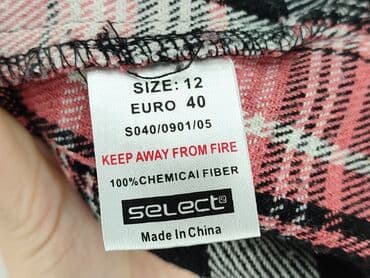 SIZE: 12
EURO 40
S040/0901/05
KEEP AWAY FROM FIRE
100%CHEMICAI FIBER
SELECT
Made In China